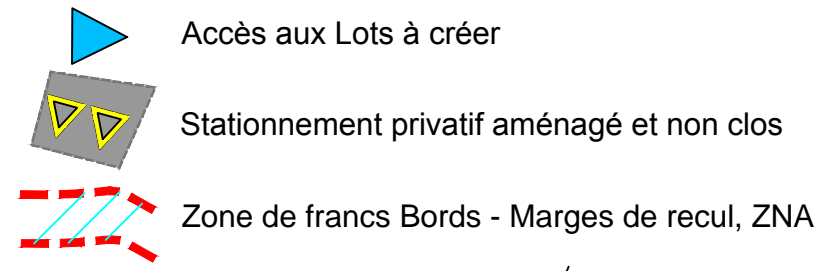 Accès aux Lots à créer
Stationnement privatif aménagé et non clos
Zone de francs Bords - Marges de recul, ZNA